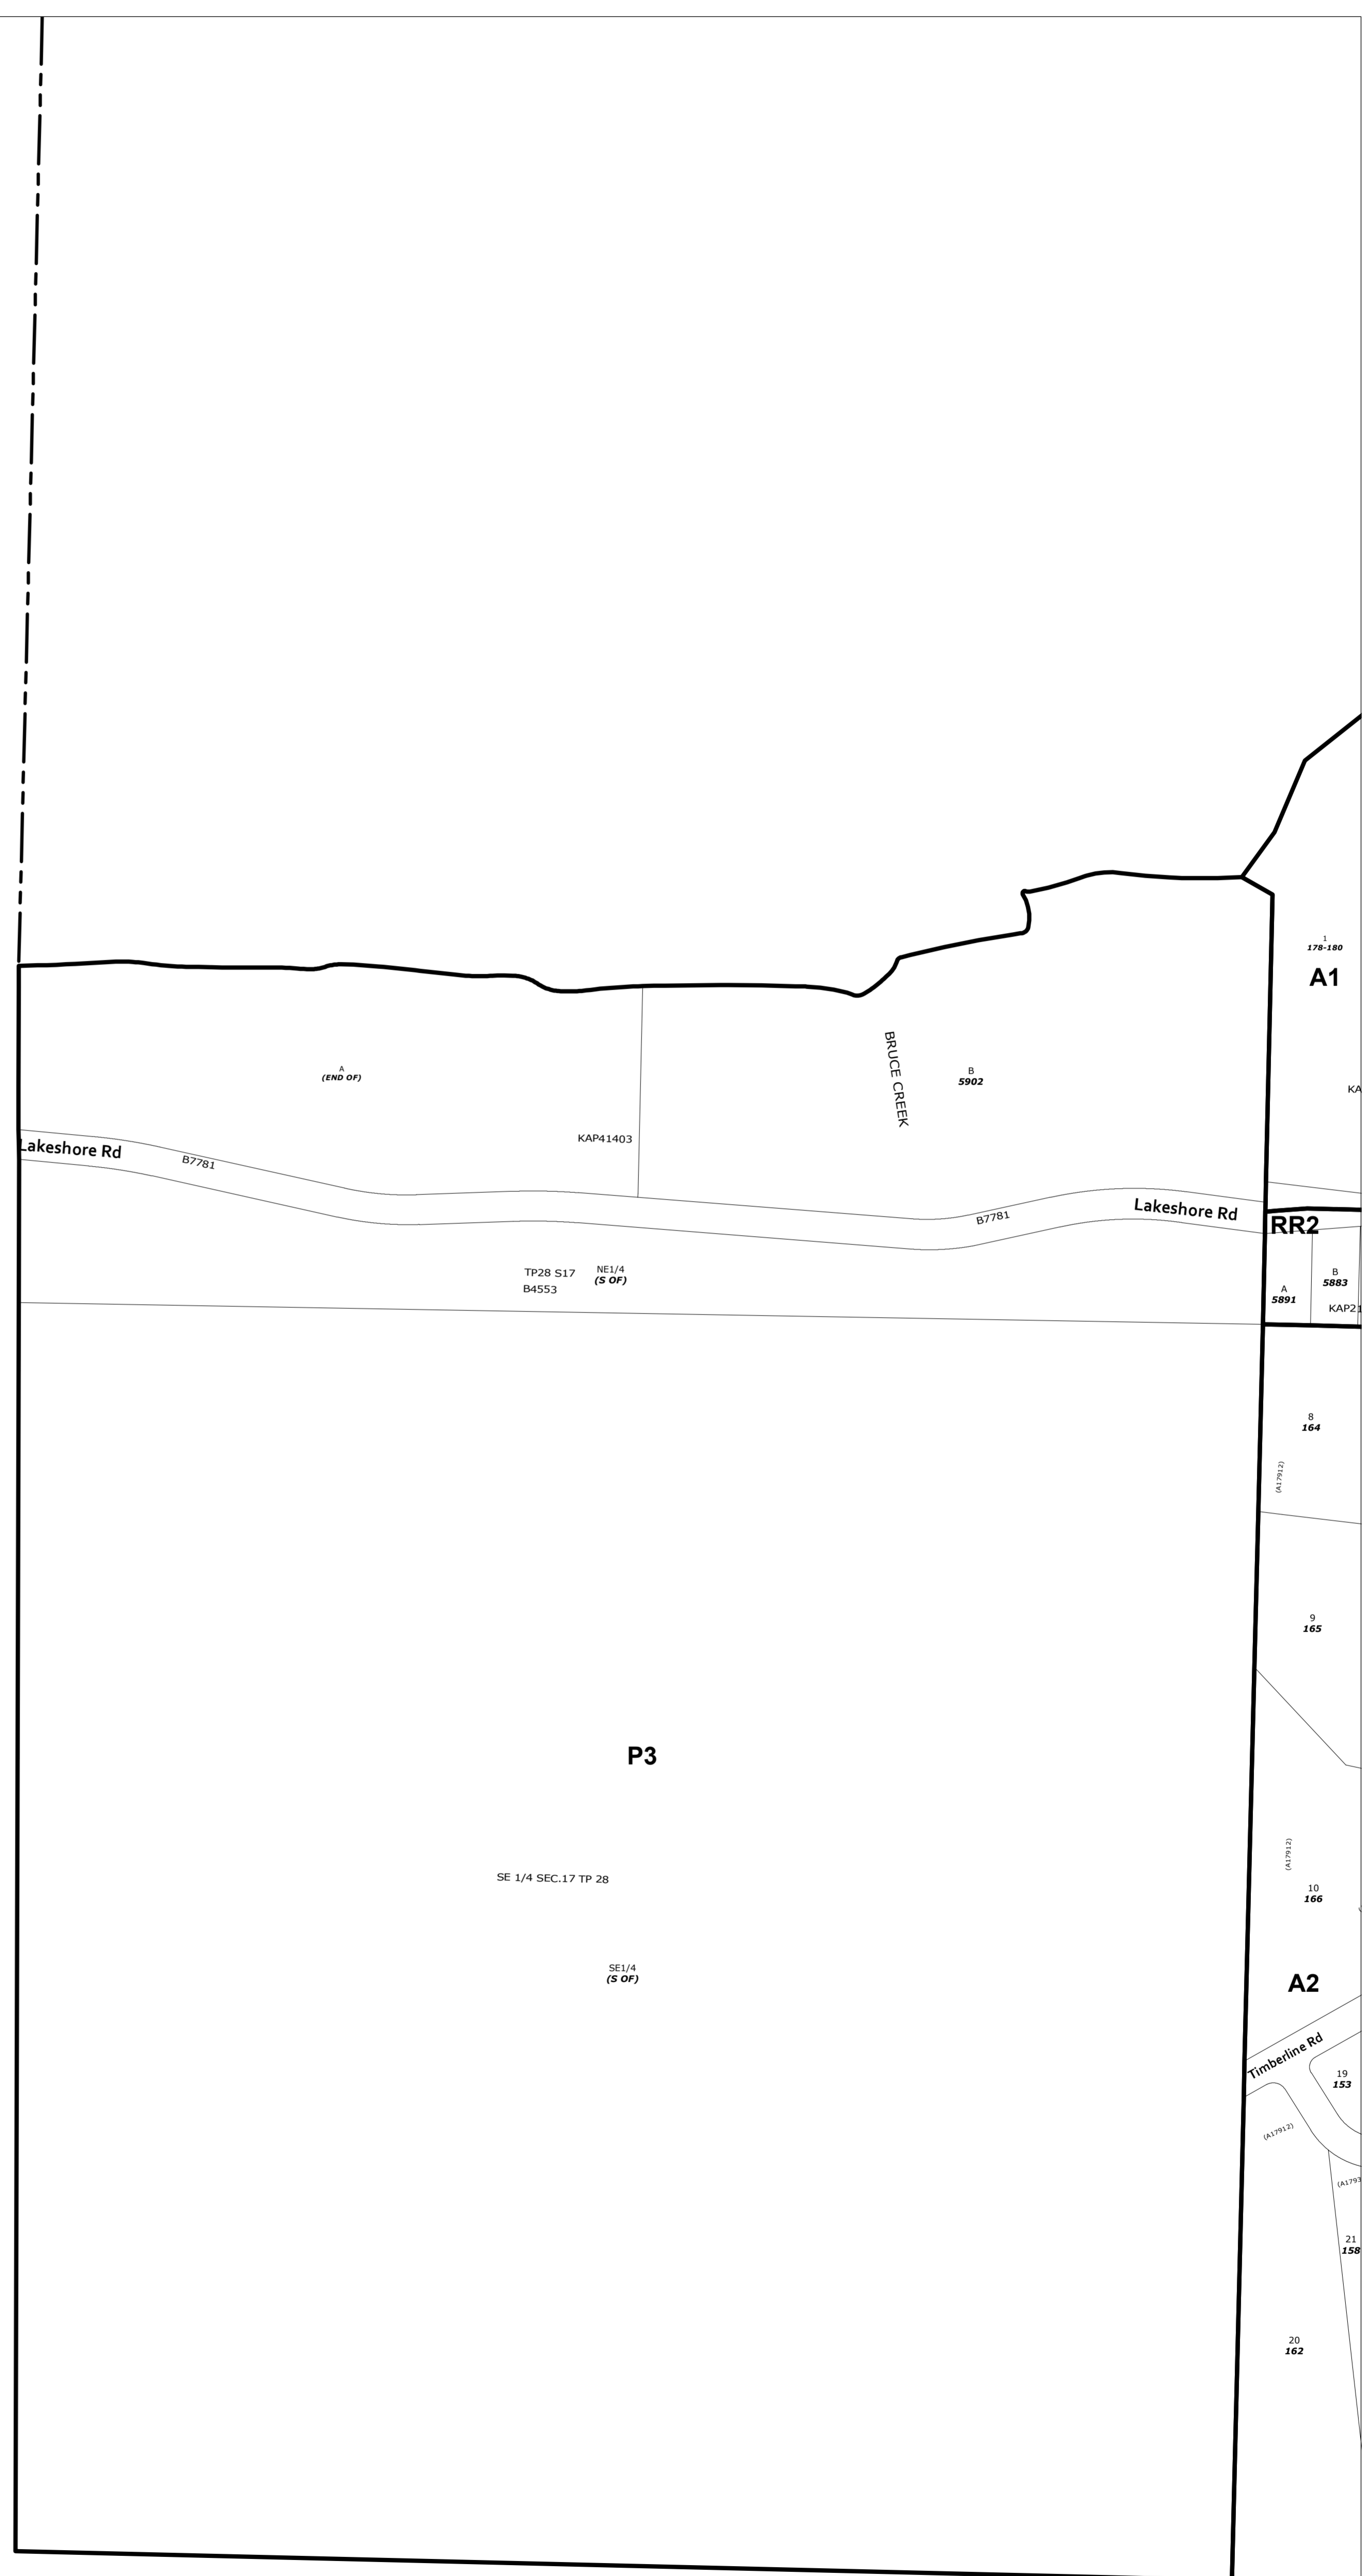 1
178-180
A1
KA
A
(END OF)
BRUCE CREEK
B
5902
KAP41403
Lakeshore Rd
B7781
B7781
Lakeshore Rd
RR2
TP28 S17
B4553
NE1/4
(S OF)
A
5891
B
5883
KAP21
8
164
(A17912)
9
165
P3
(A17912)
SE 1/4 SEC.17 TP 28
10
166
SE1/4
(S OF)
A2
Timberline Rd
19
153
(A17912)
(A1793
21
158
20
162